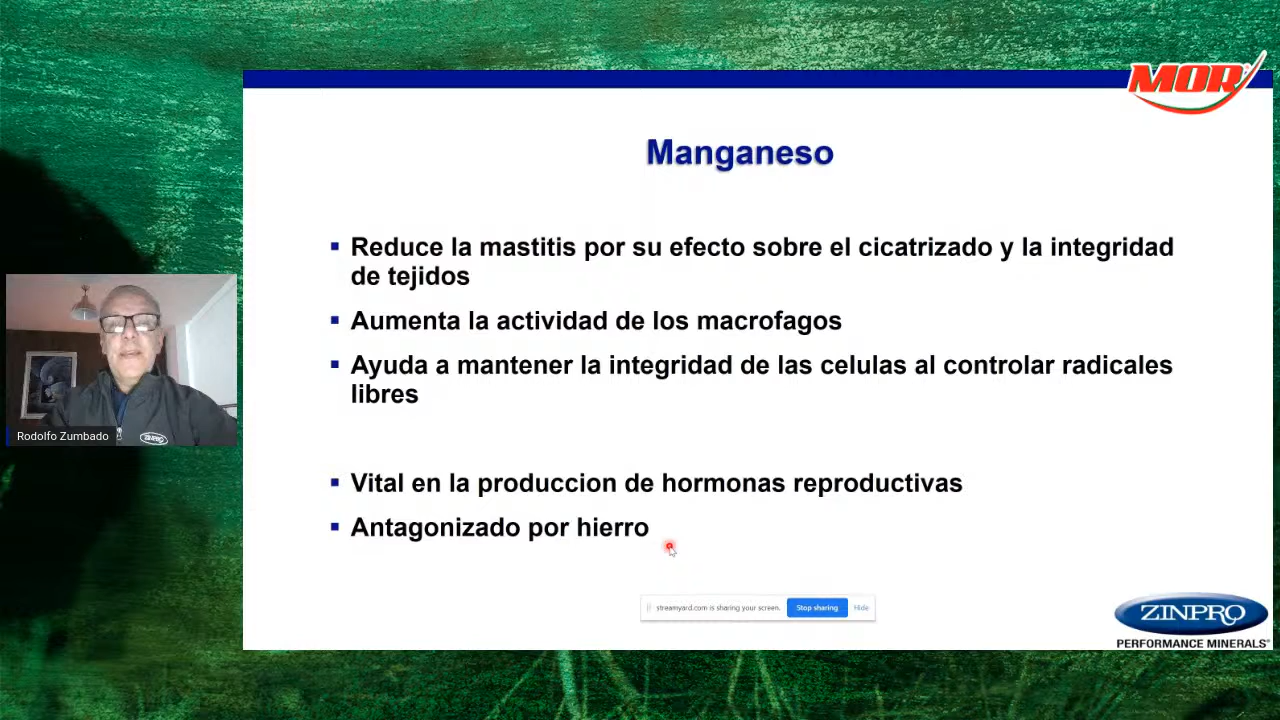 MOR
Manganeso
▪ Reduce la mastitis por su efecto sobre el cicatrizado y la integridad
de tejidos
▪ Aumenta la actividad de los macrofagos
▪ Ayuda a mantener la integridad de las celulas al controlar radicales
libres
▪ Vital en la produccion de hormonas reproductivas
▪ Antagonizado por hierro
ZINPRO
Rodolfo Zumbado
streamyard.com is sharing your screen. Stop sharing Hide
ZINPRO
PERFORMANCE MINERALS®